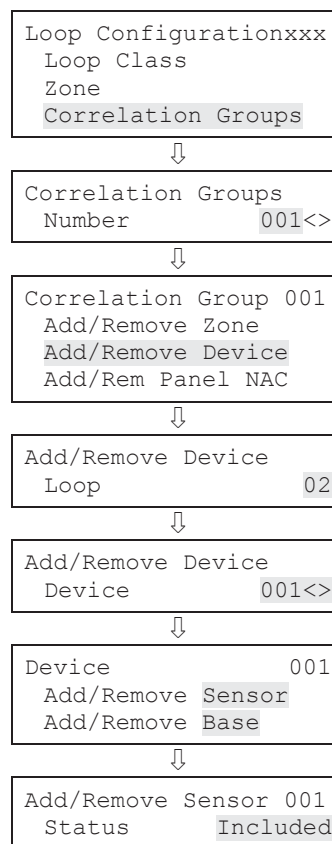 Loop Configurationxxx
Loop Class
Zone
Correlation Groups
⇩
Correlation Groups
Number 001<>
⇩
Correlation Group 001
Add/Remove Zone
Add/Remove Device
Add/Rem Panel NAC
⇩
Add/Remove Device
Loop 02
⇩
Add/Remove Device
Device 001<>
⇩
Device 001
Add/Remove Sensor
Add/Remove Base
⇩
Add/Remove Sensor 001
Status Included